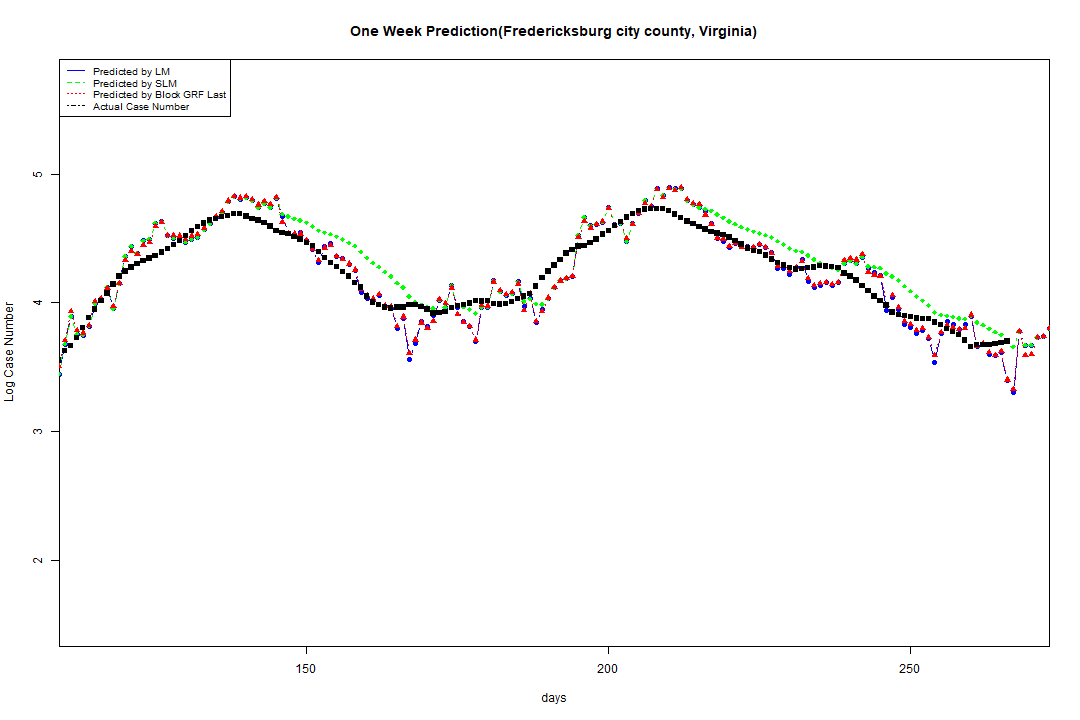 One Week Prediction(Fredericksburg city county, Virginia)
Predicted by LM
Predicted by SLM
Predicted by Block GRF Last
Actual Case Number
5
4
3
2
Log Case Number
150
200
250
days